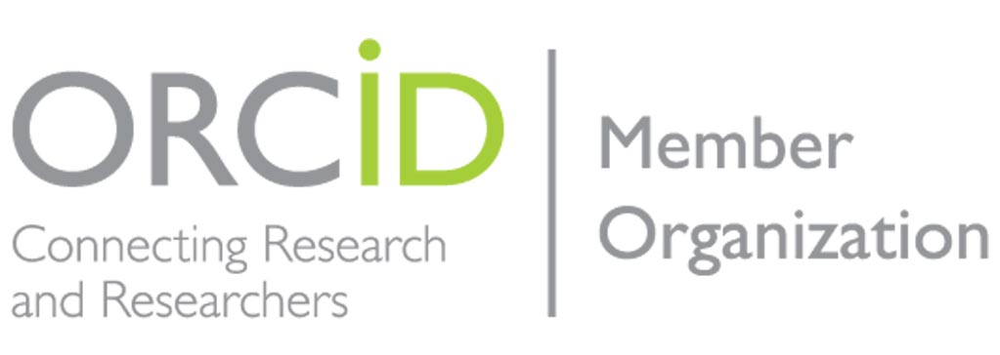 ORCiD
Connecting Research
and Researchers
Member
Organization